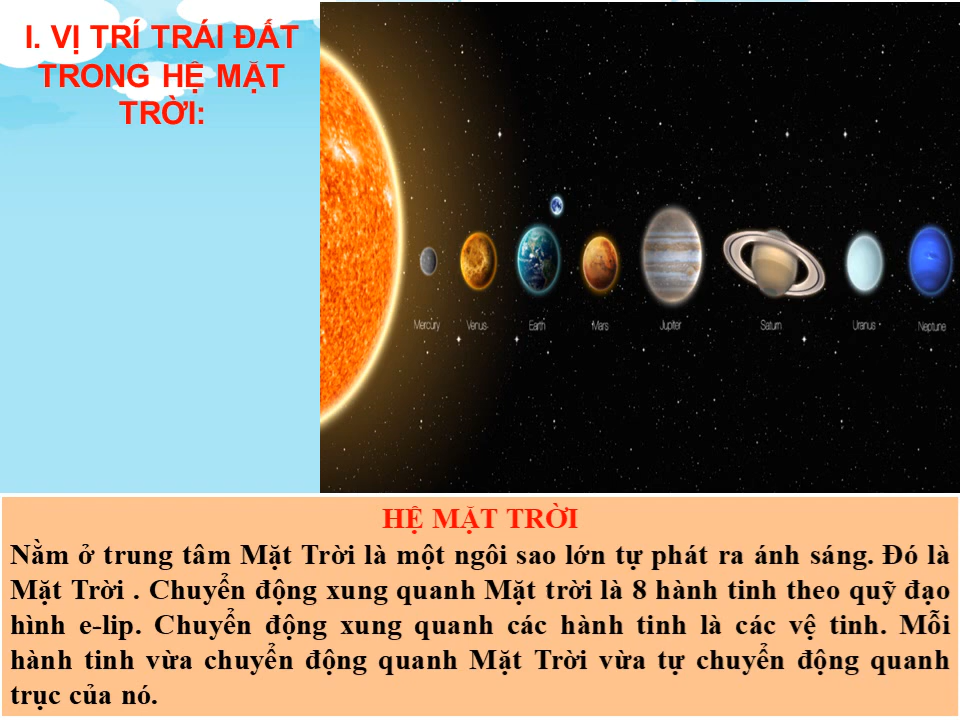 I. VỊ TRÍ TRÁI ĐẤT
TRONG HỆ MẶT
TRỜI:
Mercury
Venus
Earth
Mars
Jupiter
Saturn
Uranus
Neptune
HỆ MẶT TRỜI
Nằm ở trung tâm Mặt Trời là một ngôi sao lớn tự phát ra ánh sáng. Đó là
Mặt Trời . Chuyển động xung quanh Mặt trời là 8 hành tinh theo quỹ đạo
hình e-lip. Chuyển động xung quanh các hành tinh là các vệ tinh. Mỗi
hành tinh vừa chuyển động quanh Mặt Trời vừa tự chuyển động quanh
trục của nó.